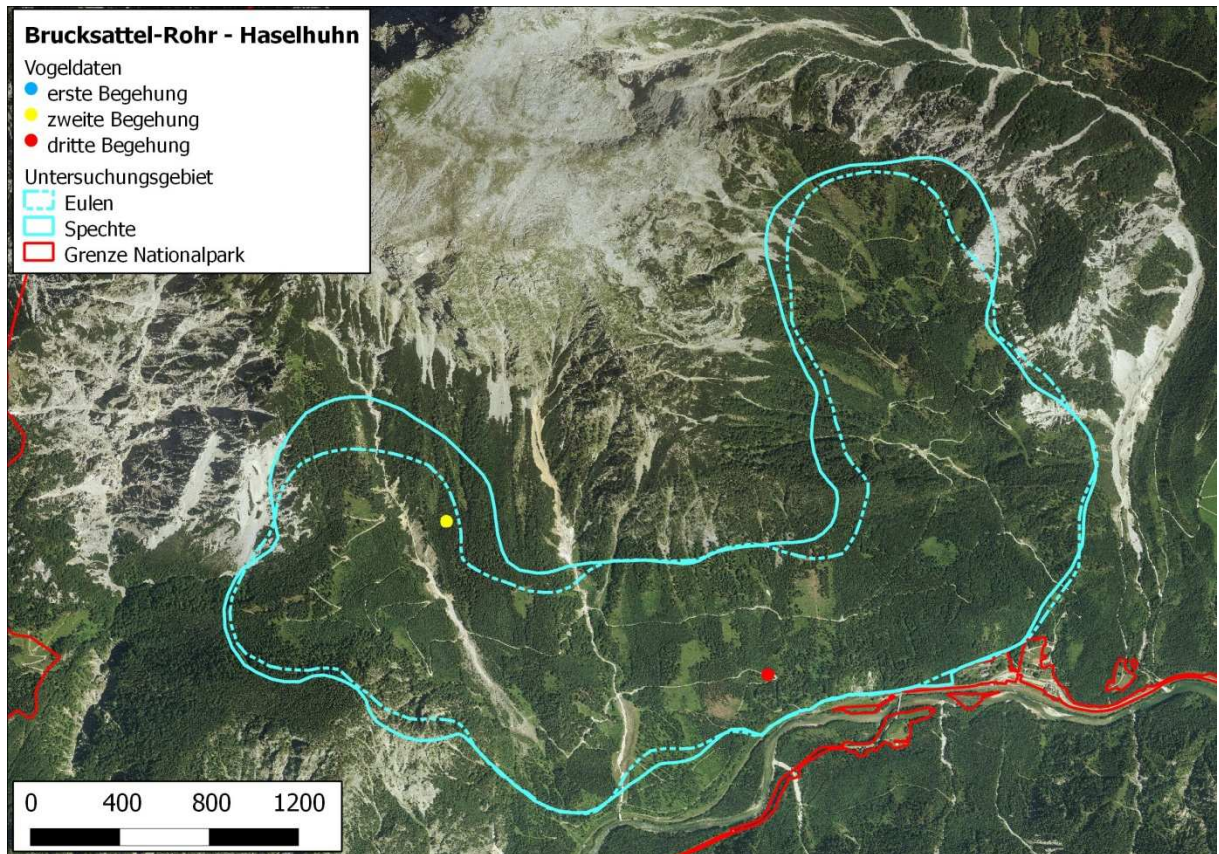 Brucksattel-Rohr - Haselhuhn
Vogeldaten
erste Begehung
zweite Begehung
dritte Begehung
Untersuchungsgebiet
Eulen
Spechte
Grenze Nationalpark
0 400 800 1200